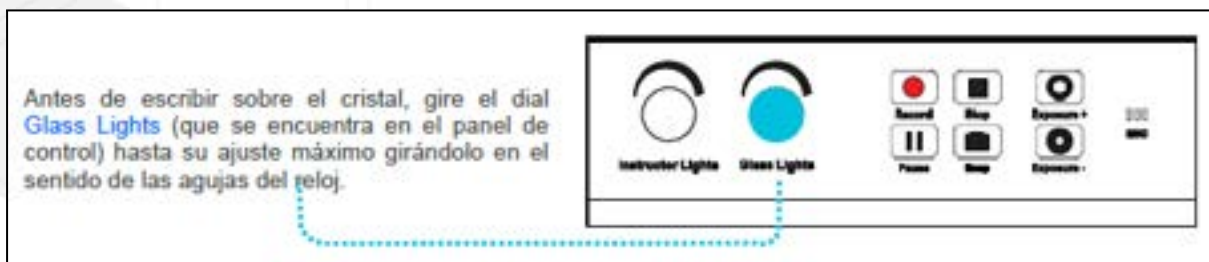 Antes de escribir sobre el cristal, gire el dial
Glass Lights (que se encuentra en el panel de
control) hasta su ajuste máximo girándolo en el
sentido de las agujas del reloj.
Instructor Lights Glass Lights
Record Stop Exposure +
Pause Snap Exposure -